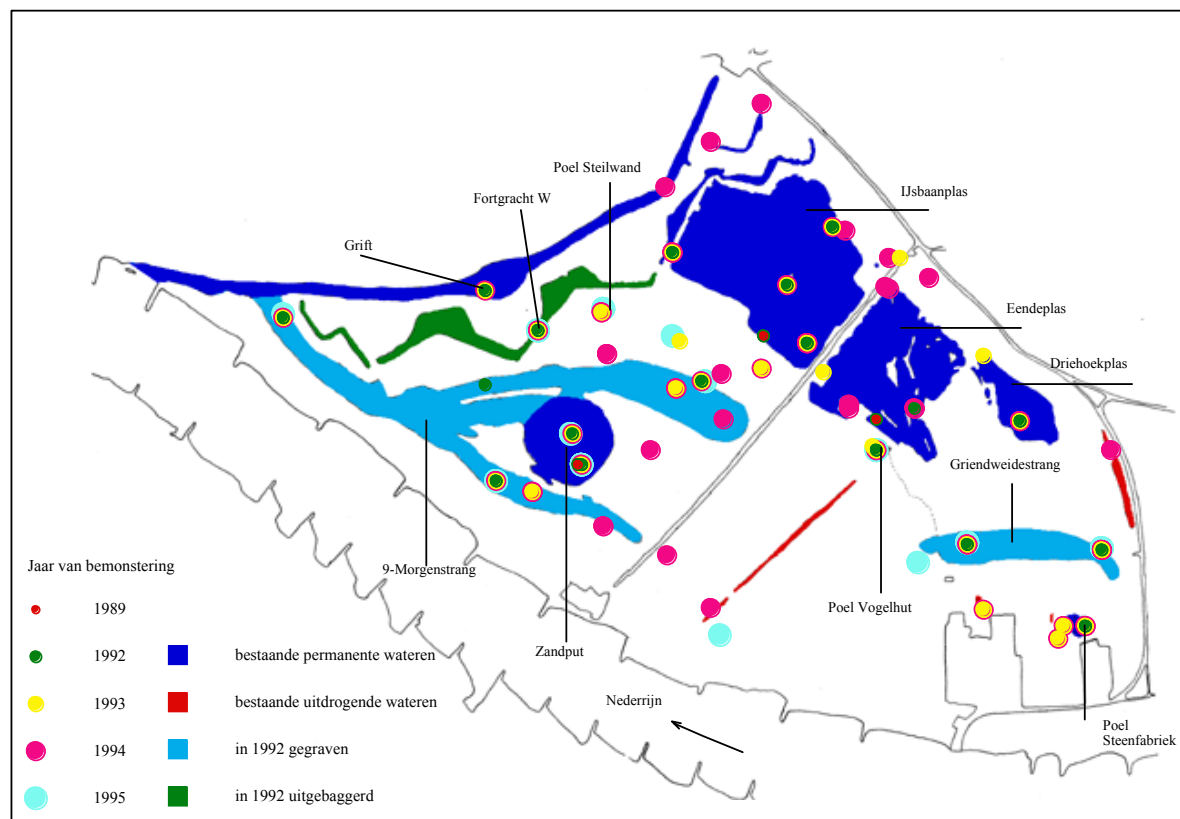 Poel Steilwand
IJsbaanplas
Fortgracht W
Grift
Eendeplas
Driehoekplas
Griendweidestrang
9-Morgenstrang
Poel Vogelhut
Zandput
Nederrijn
Poel
Steenfabriek
Jaar van bemonstering
1989
1992
bestaande permanente wateren
1993
bestaande uitdrogende wateren
1994
in 1992 gegraven
1995
in 1992 uitgebaggerd